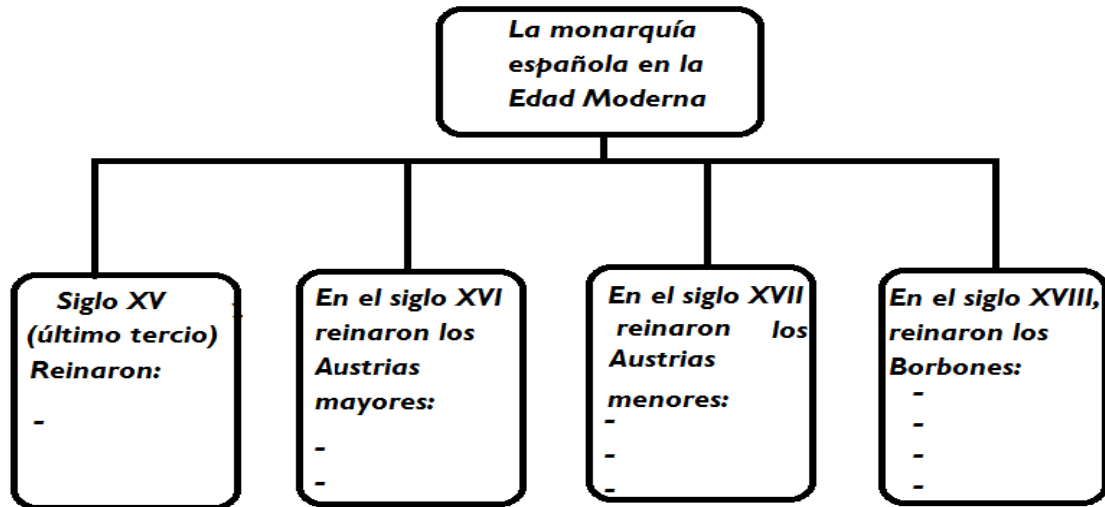 La monarquía
española en la
Edad Moderna
Siglo XV
(último tercio)
Reinaron:
-
En el siglo XVI
reinaron los
Austrias
mayores:
-
-
En el siglo XVII
reinaron los
Austrias
menores:
-
-
-
En el siglo XVIII,
reinaron los
Borbones:
-
-
-
-